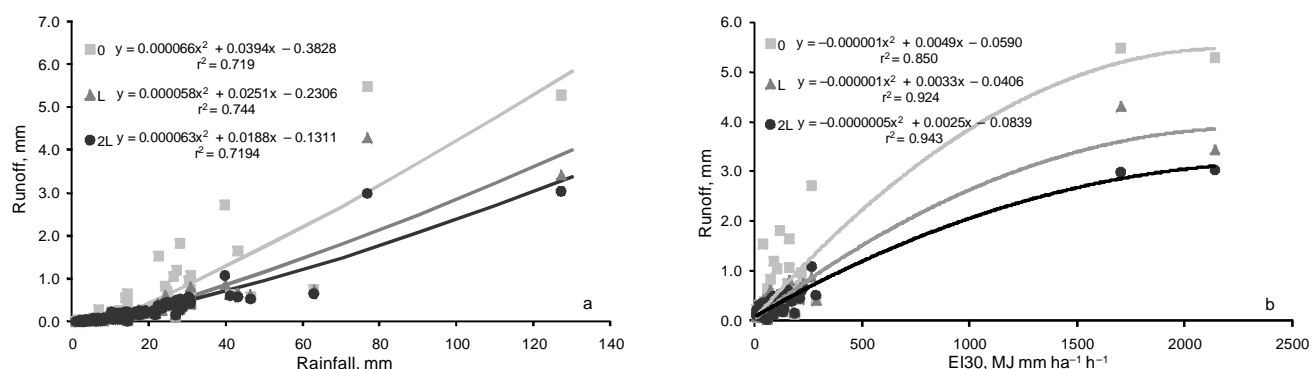 7.0
6.0
5.0
4.0
3.0
2.0
1.0
0.0
Runoff, mm
0 y = 0.000066x² + 0.0394x − 0.3828
r² = 0.719
L y = 0.000058x² + 0.0251x − 0.2306
r² = 0.744
2L y = 0.000063x² + 0.0188x − 0.1311
r² = 0.7194
a
0 20 40 60 80 100 120 140
Rainfall, mm
6.0
5.0
4.0
3.0
2.0
1.0
0.0
Runoff, mm
0 y = −0.000001x² + 0.0049x − 0.0590
r² = 0.850
L y = −0.000001x² + 0.0033x − 0.0406
r² = 0.924
2L y = −0.0000005x² + 0.0025x − 0.0839
r² = 0.943
b
0 500 1000 1500 2000 2500
EI30, MJ mm ha⁻¹ h⁻¹